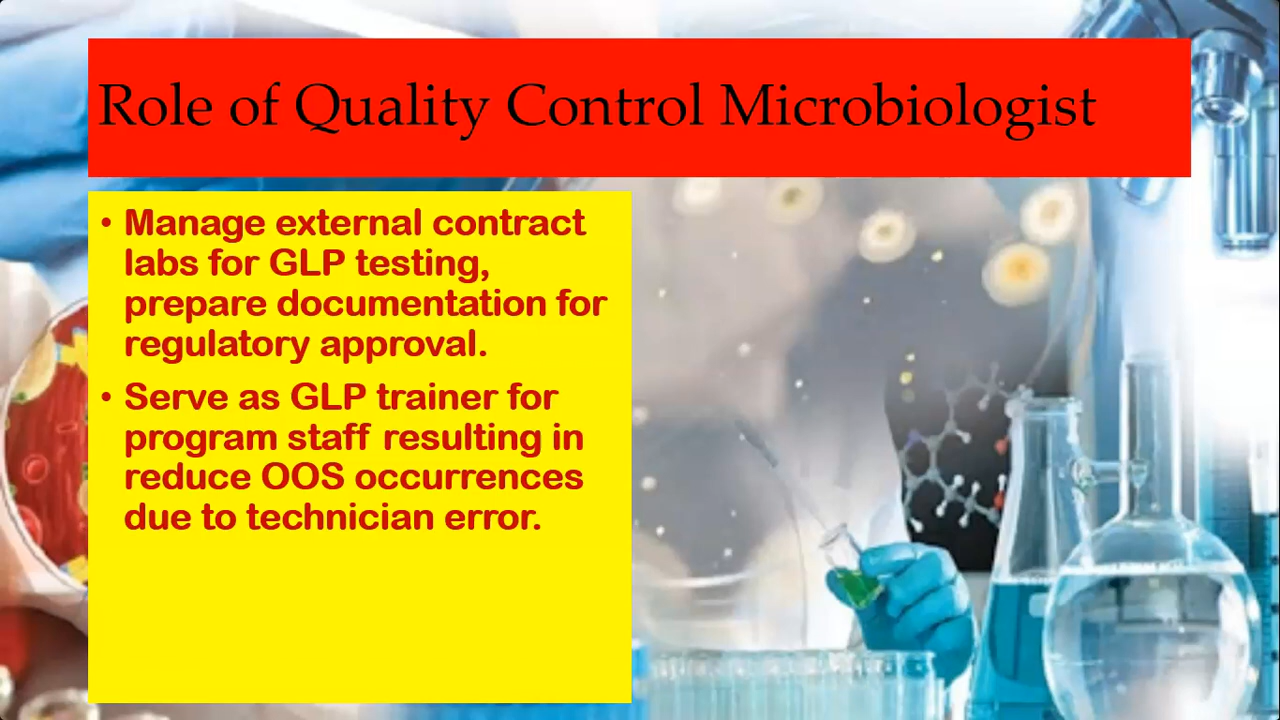 Role of Quality Control Microbiologist
• Manage external contract
labs for GLP testing,
prepare documentation for
regulatory approval.
• Serve as GLP trainer for
program staff resulting in
reduce OOS occurrences
due to technician error.